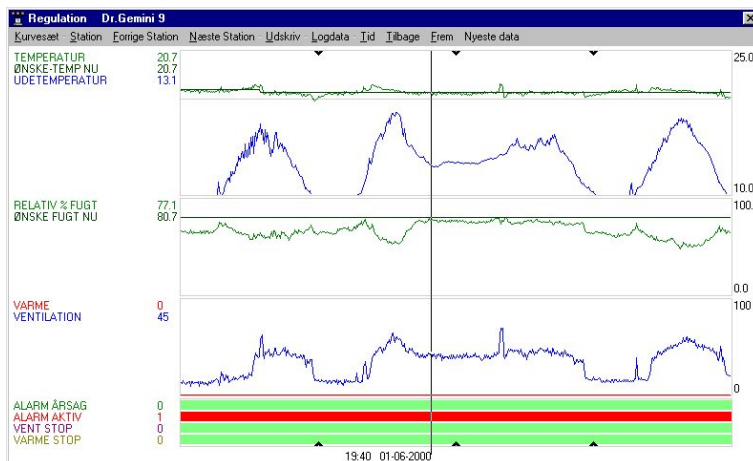 Regulation Dr.Gemini 9
Kurvesæt Station Forrige Station Næste Station Udskriv Logdata Tid Tilbage Frem Nyeste data
TEMPERATUR 20.7 25.0
ØNSKE-TEMP NU 20.7
UDETEMPERATUR 13.1
10.0
RELATIV % FUGT 77.1 100.
ØNSKE FUGT NU 80.7
0.0
VARME 0 100
VENTILATION 45
0
ALARM ÅRSAG 0
ALARM AKTIV 1
VENT STOP 0
VARME STOP 0
19:40 01-06-2000